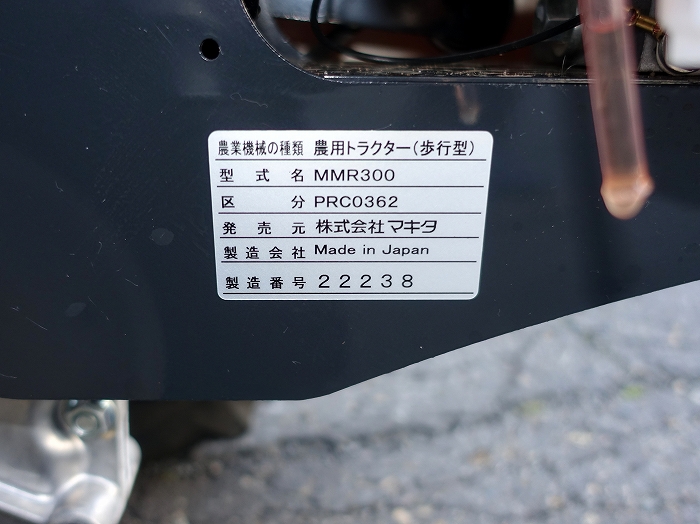 農業機械の種類 農用トラクター(歩行型)
型式名 MMR300
区分 PRC0362
発売元 株式会社マキタ
製造会社 Made in Japan
製造番号 22238